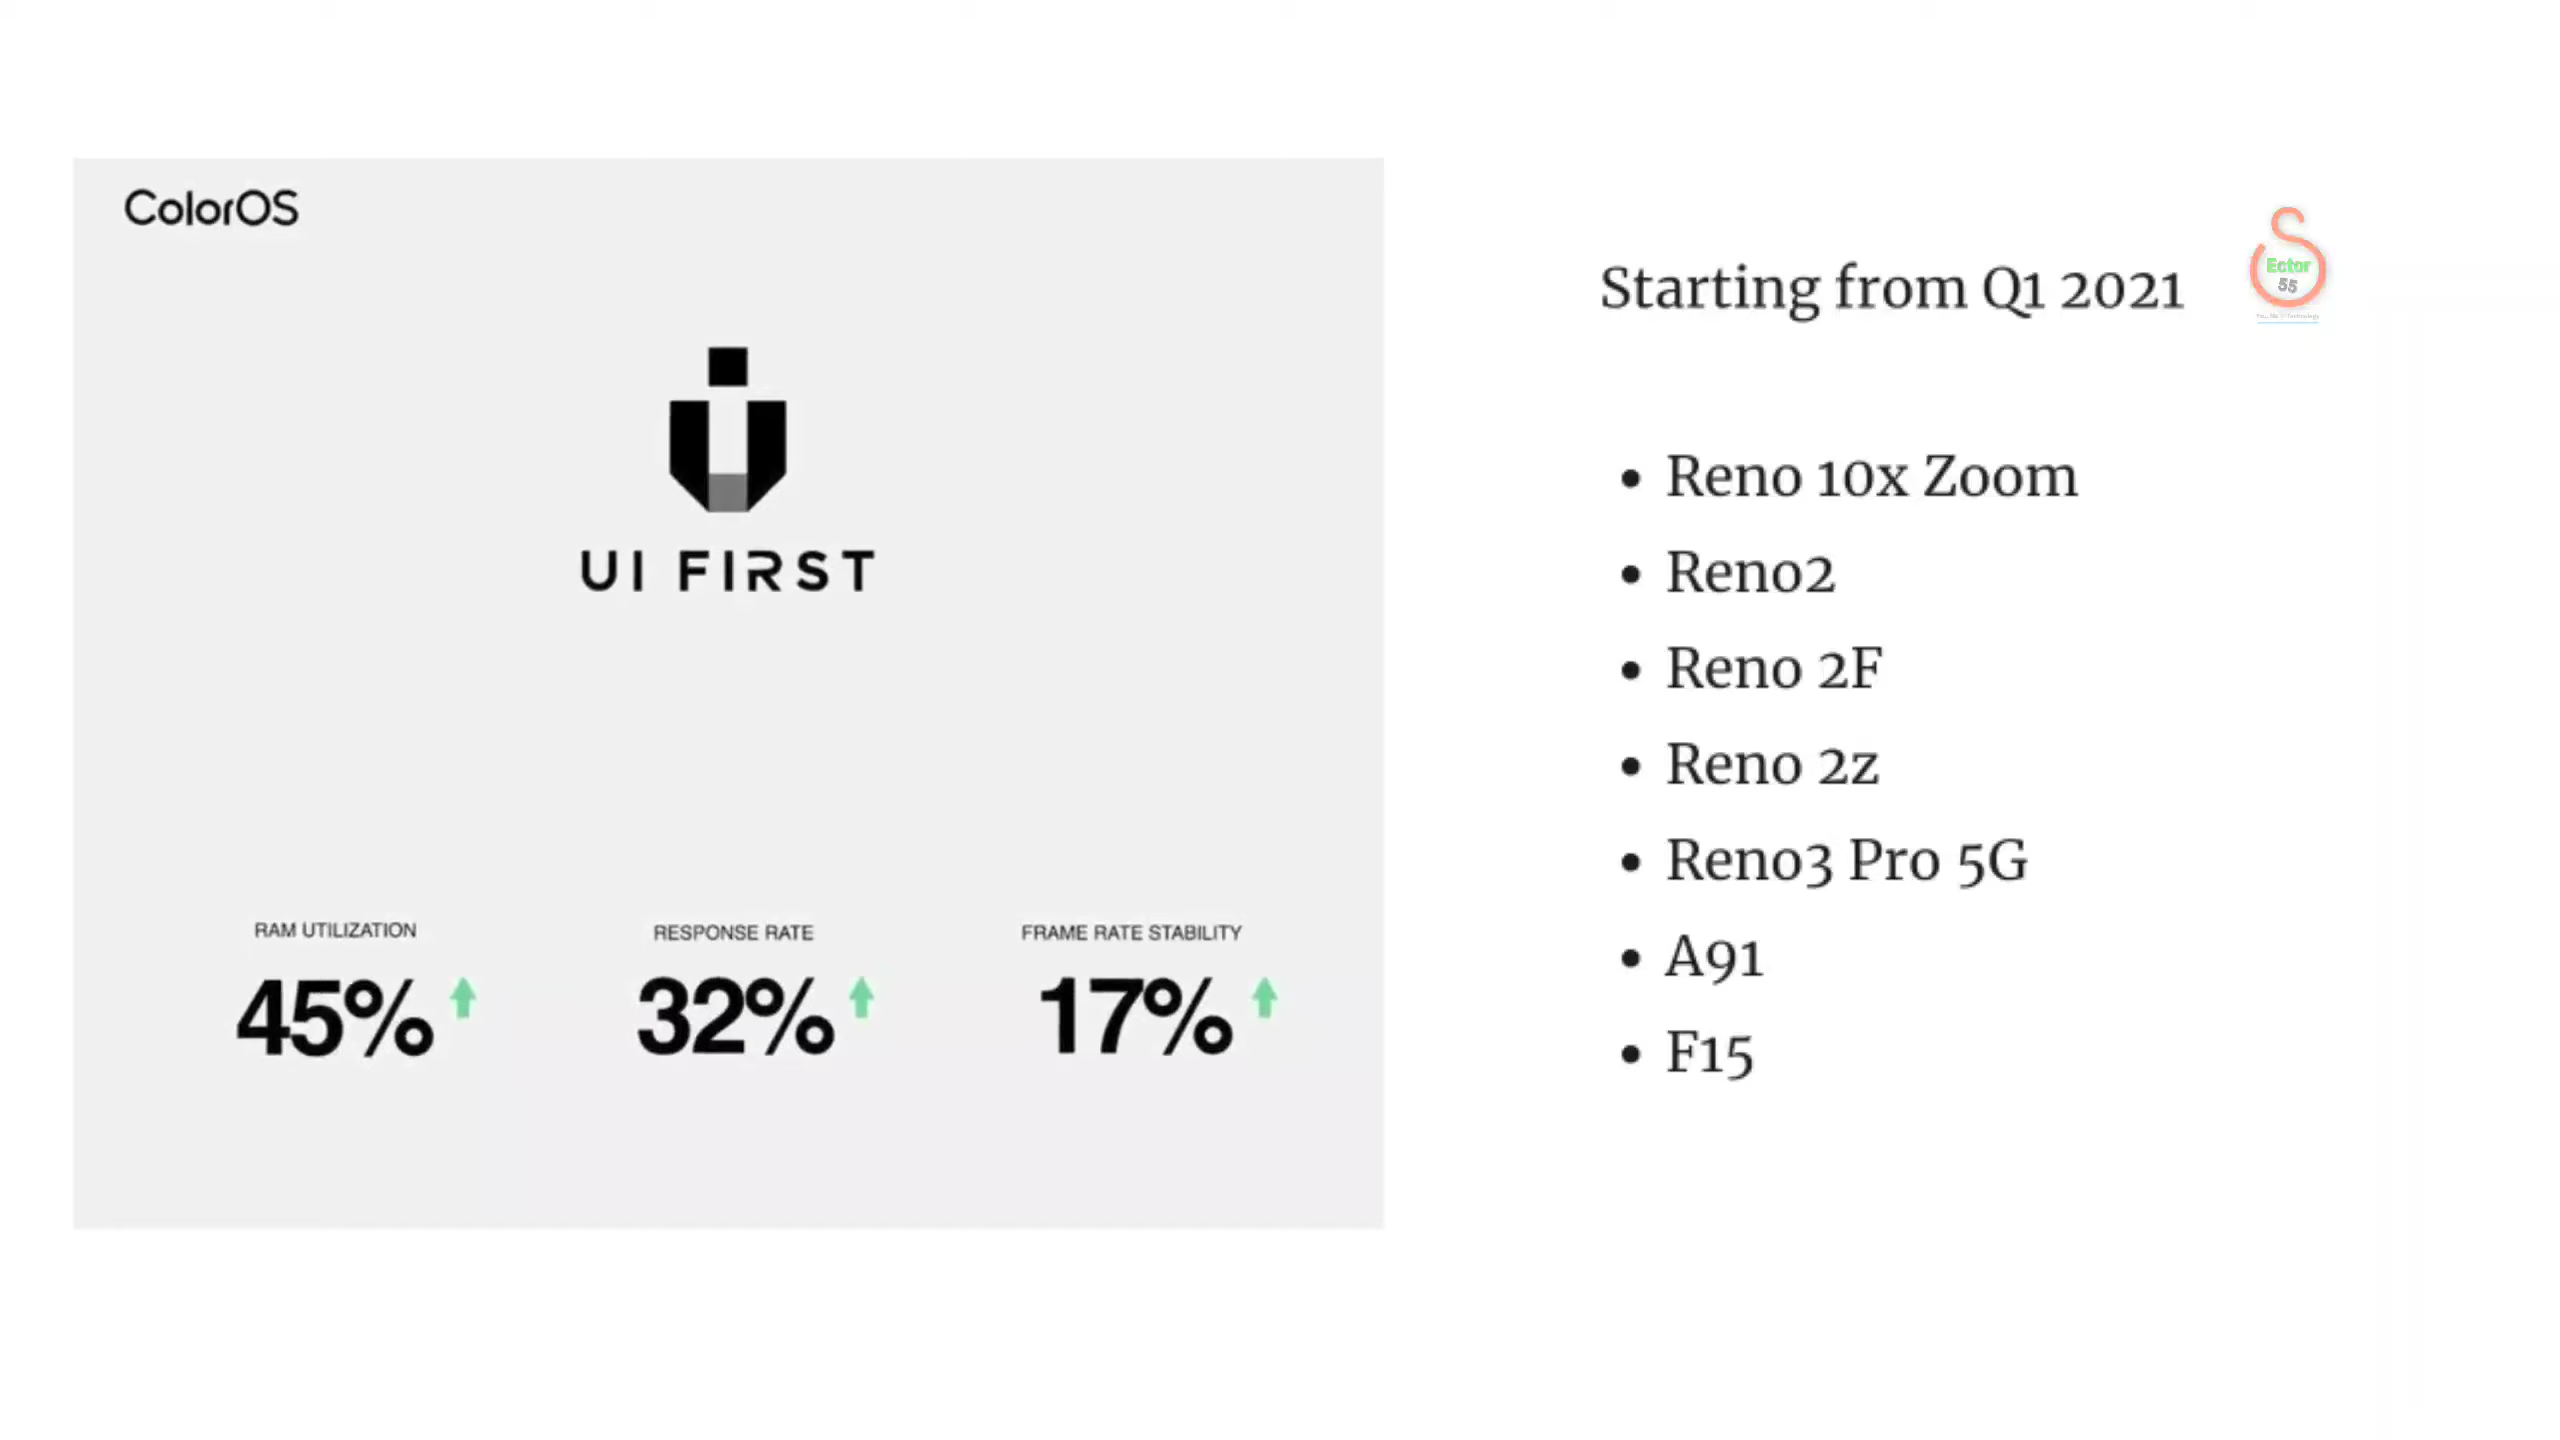 ColorOS
UI FIRST
RAM UTILIZATION
45%
RESPONSE RATE
32%
FRAME RATE STABILITY
17%
Starting from Q1 2021
Ector
55
• Reno 10x Zoom
• Reno2
• Reno 2F
• Reno 2z
• Reno3 Pro 5G
• A91
• F15